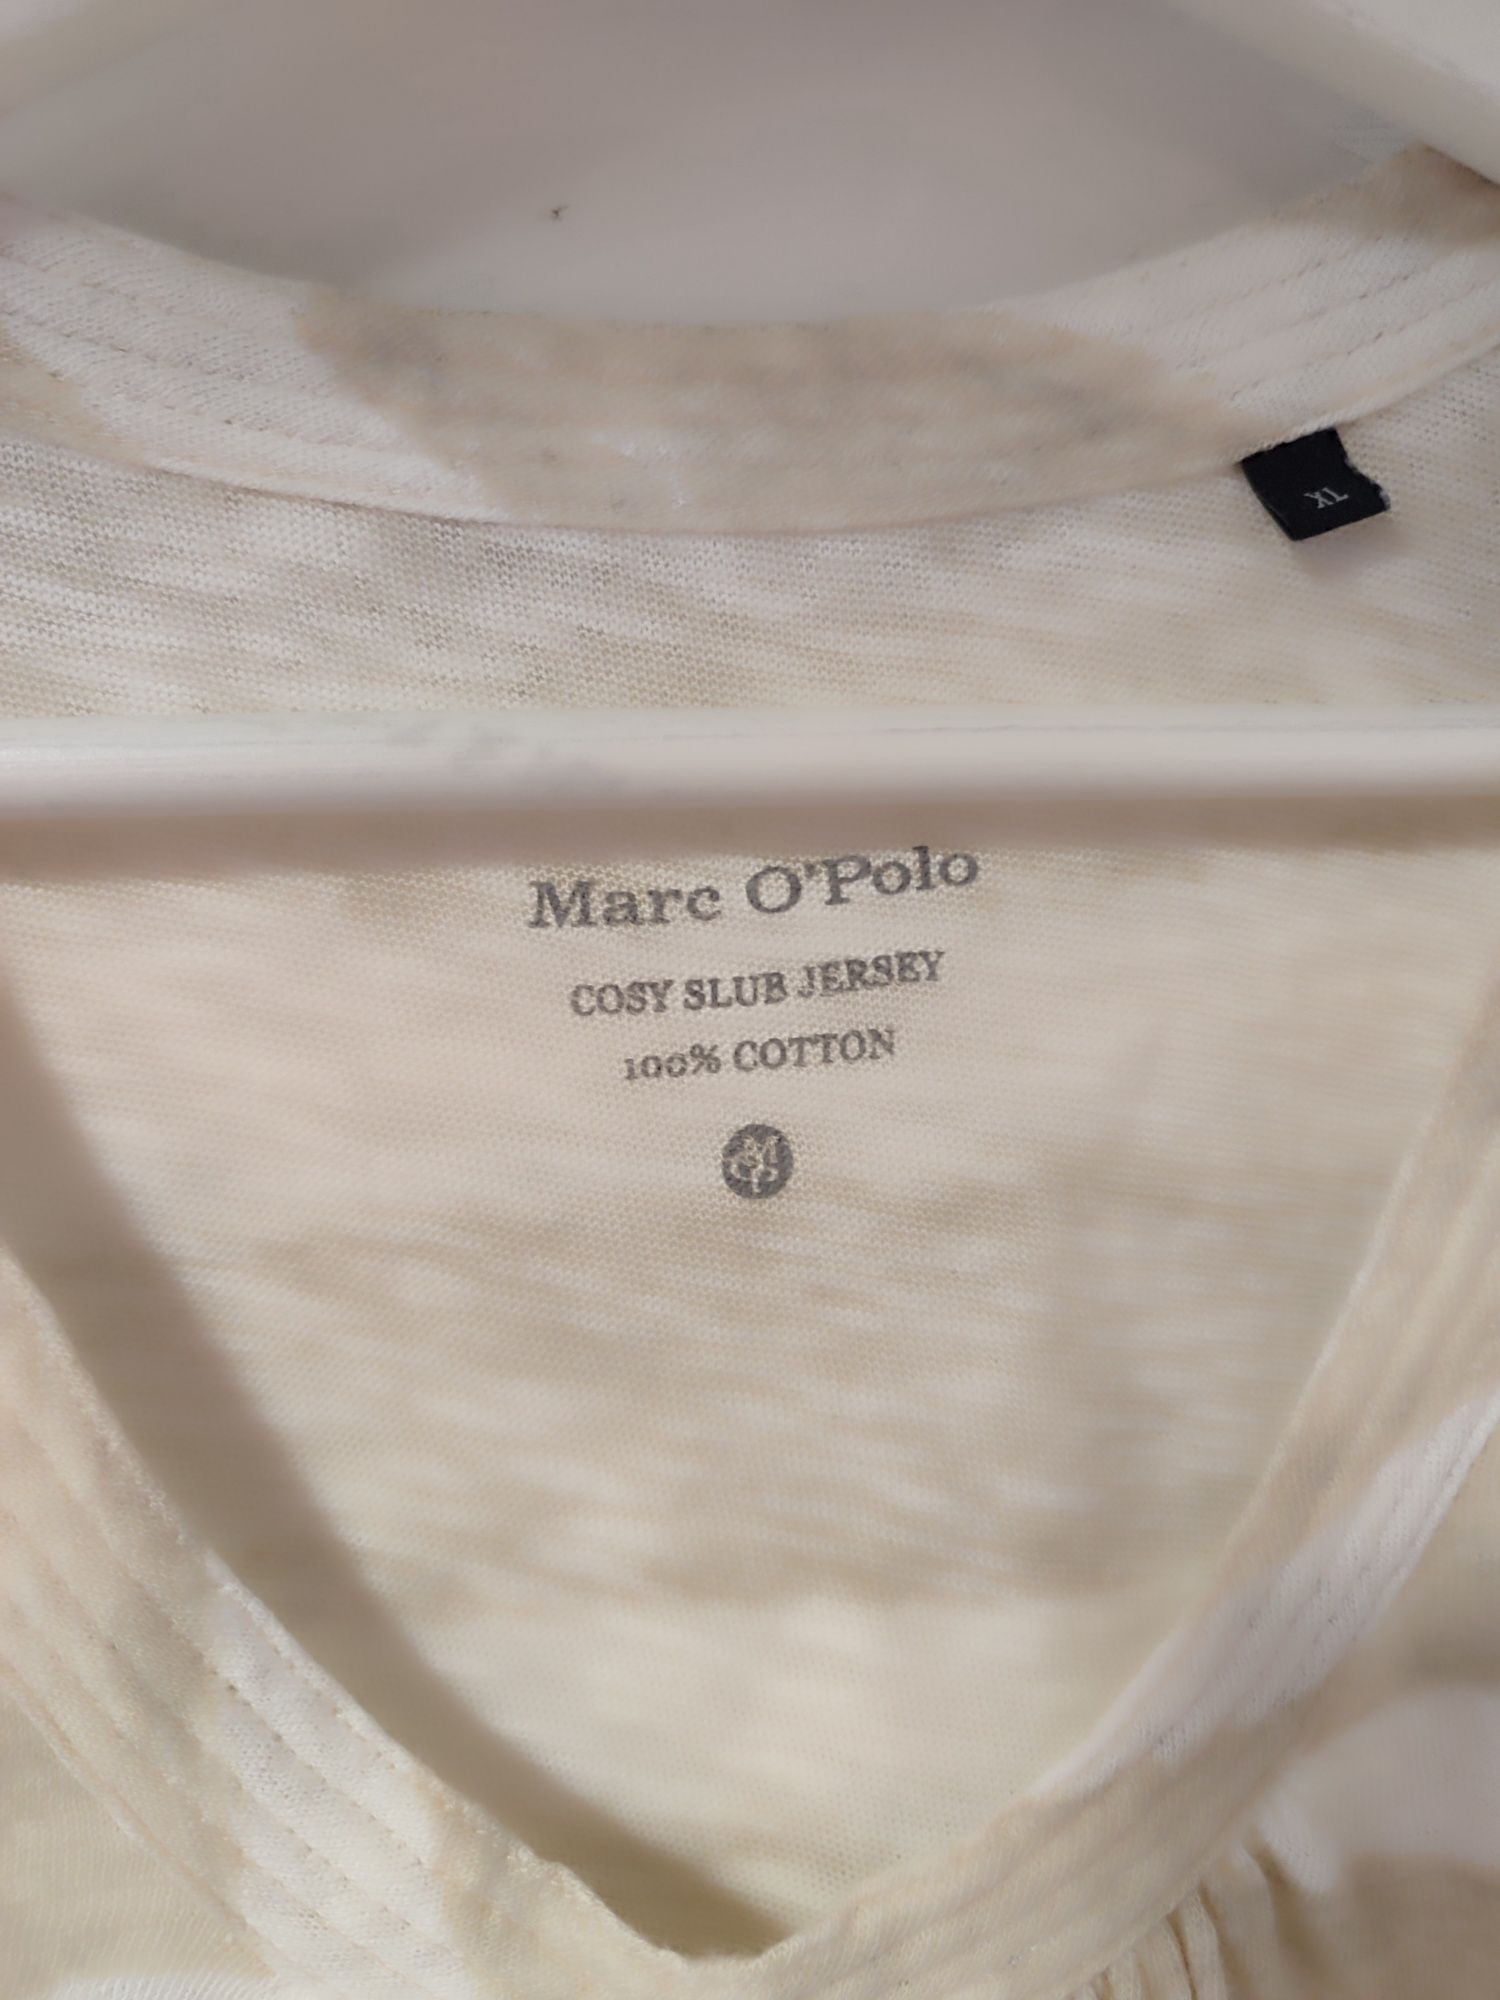 XL
Marc O'Polo
COSY SLUB JERSEY
100% COTTON